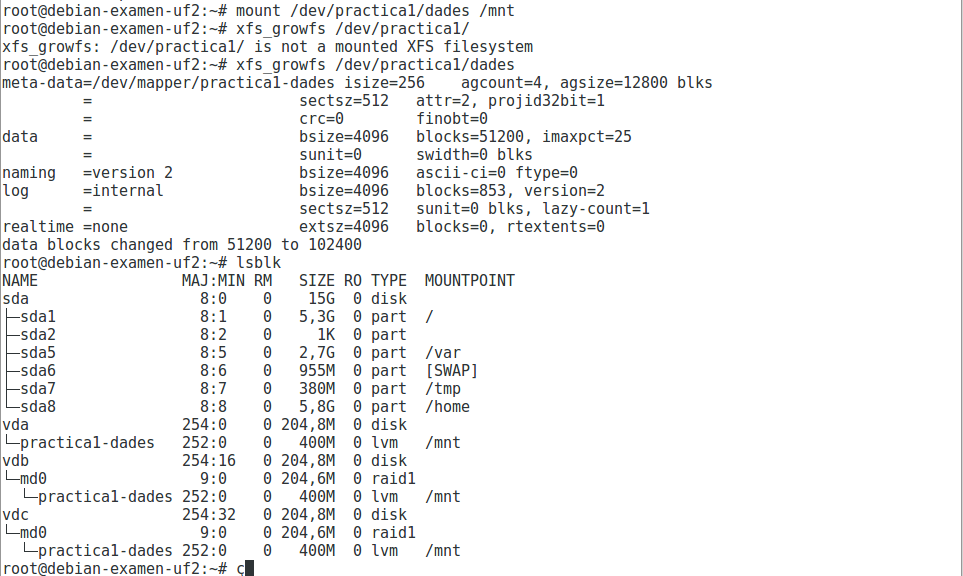 root@debian-examen-uf2:~# mount /dev/practica1/dades /mnt
root@debian-examen-uf2:~# xfs_growfs /dev/practica1/
xfs_growfs: /dev/practica1/ is not a mounted XFS filesystem
root@debian-examen-uf2:~# xfs_growfs /dev/practica1/dades
meta-data=/dev/mapper/practica1-dades isize=256    agcount=4, agsize=12800 blks
         =                       sectsz=512   attr=2, projid32bit=1
         =                       crc=0        finobt=0
data     =                       bsize=4096   blocks=51200, imaxpct=25
         =                       sunit=0      swidth=0 blks
naming   =version 2              bsize=4096   ascii-ci=0 ftype=0
log      =internal               bsize=4096   blocks=853, version=2
         =                       sectsz=512   sunit=0 blks, lazy-count=1
realtime =none                   extsz=4096   blocks=0, rtextents=0
data blocks changed from 51200 to 102400
root@debian-examen-uf2:~# lsblk
NAME                MAJ:MIN RM   SIZE RO TYPE  MOUNTPOINT
sda                   8:0    0    15G  0 disk
├─sda1                8:1    0   5,3G  0 part  /
├─sda2                8:2    0     1K  0 part
├─sda5                8:5    0   2,7G  0 part  /var
├─sda6                8:6    0   955M  0 part  [SWAP]
├─sda7                8:7    0   380M  0 part  /tmp
└─sda8                8:8    0   5,8G  0 part  /home
vda                 254:0    0 204,8M  0 disk
└─practica1-dades   252:0    0   400M  0 lvm   /mnt
vdb                 254:16   0 204,8M  0 disk
└─md0                 9:0    0 204,6M  0 raid1
  └─practica1-dades 252:0    0   400M  0 lvm   /mnt
vdc                 254:32   0 204,8M  0 disk
└─md0                 9:0    0 204,6M  0 raid1
  └─practica1-dades 252:0    0   400M  0 lvm   /mnt
root@debian-examen-uf2:~# ç